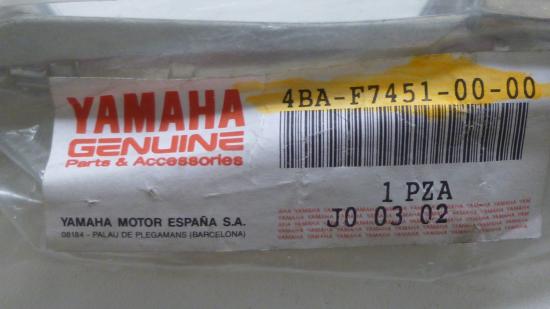 YAMAHA
GENUINE
Parts & Accessories
YAMAHA MOTOR ESPAÑA S.A.
08184 - PALAU DE PLEGAMANS (BARCELONA)
4BA-F7451-00-00
1 PZA
J0 03 02